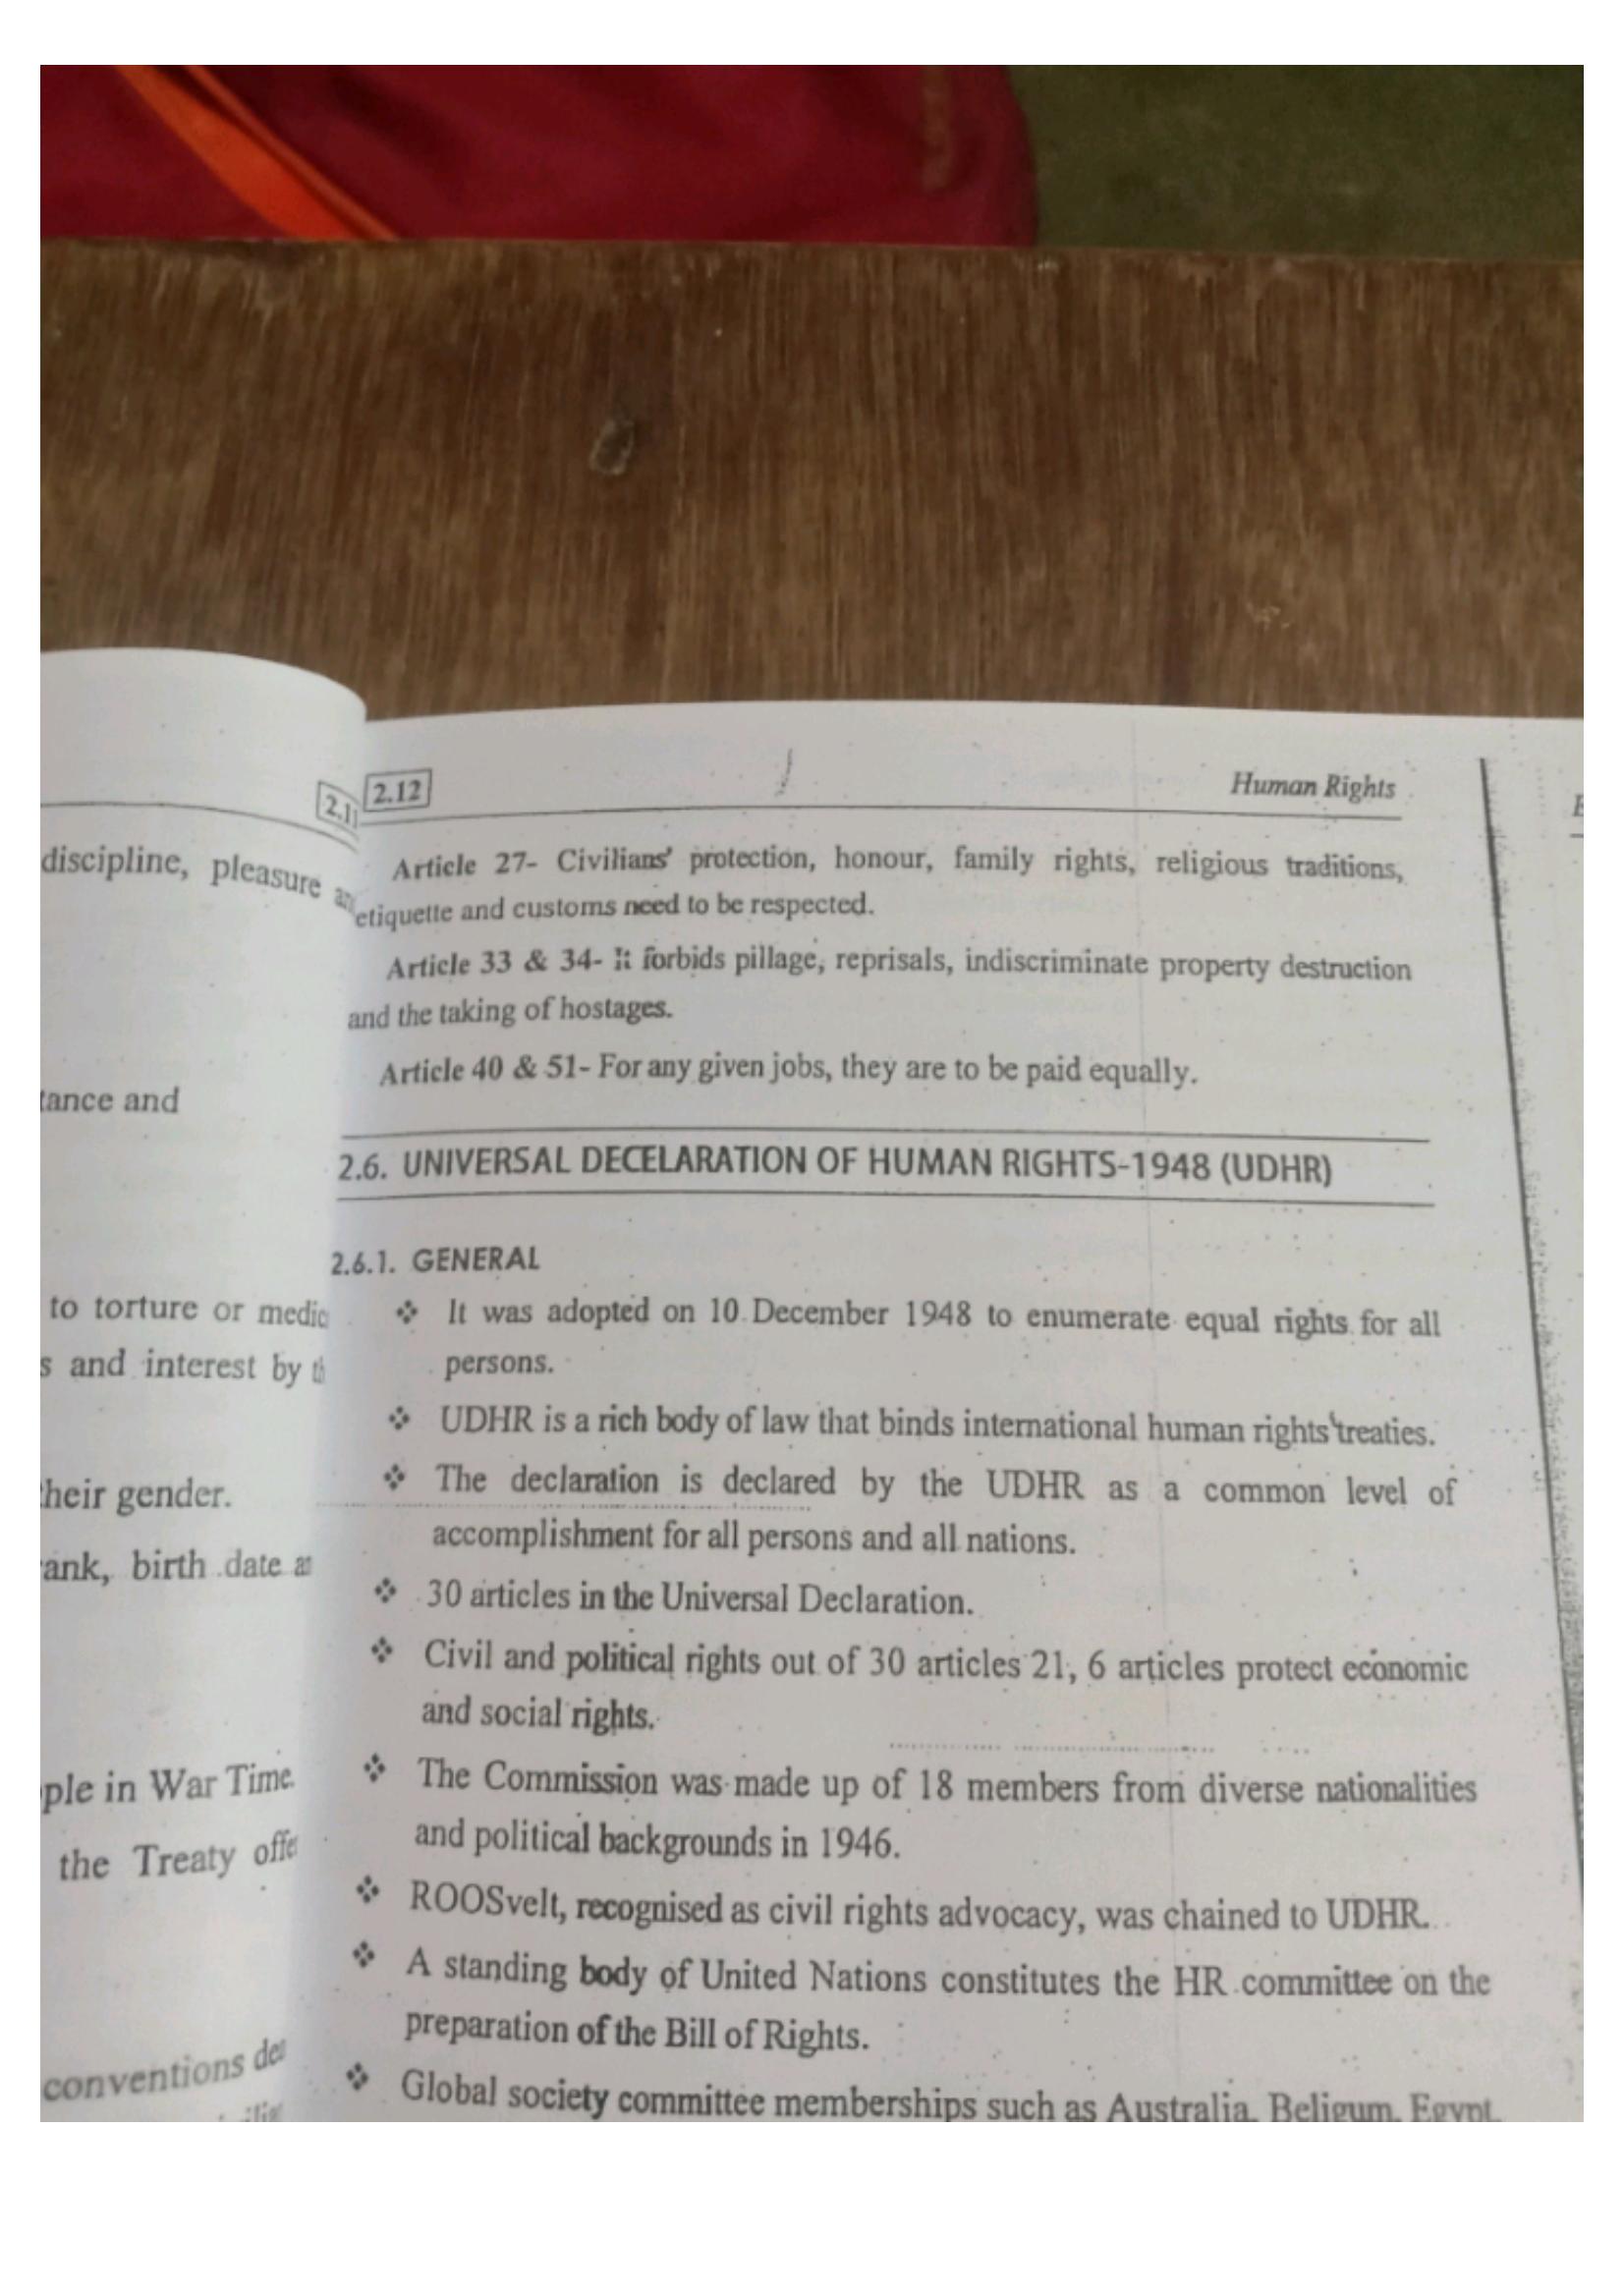 discipline, pleasure
tance and
to torture or medic
s and interest by th
heir gender.
ank, birth date a
ple in War Time.
the Treaty offe
conventions de
2.11
2.12
Human Rights
Article 27- Civilians' protection, honour, family rights, religious traditions,
etiquette and customs need to be respected.
Article 33 & 34- It forbids pillage, reprisals, indiscriminate property destruction
and the taking of hostages.
Article 40 & 51- For any given jobs, they are to be paid equally.
2.6. UNIVERSAL DECELARATION OF HUMAN RIGHTS-1948 (UDHR)
2.6.1. GENERAL
❖ It was adopted on 10 December 1948 to enumerate equal rights for all
persons.
❖ UDHR is a rich body of law that binds international human rights treaties.
❖ The declaration is declared by the UDHR as a common level of
accomplishment for all persons and all nations.
❖ 30 articles in the Universal Declaration.
❖ Civil and political rights out of 30 articles 21, 6 articles protect economic
and social rights.
❖ The Commission was made up of 18 members from diverse nationalities
and political backgrounds in 1946.
❖ ROOSvelt, recognised as civil rights advocacy, was chained to UDHR.
❖ A standing body of United Nations constitutes the HR committee on the
preparation of the Bill of Rights.
❖ Global society committee memberships such as Australia, Beligum, Egypt,